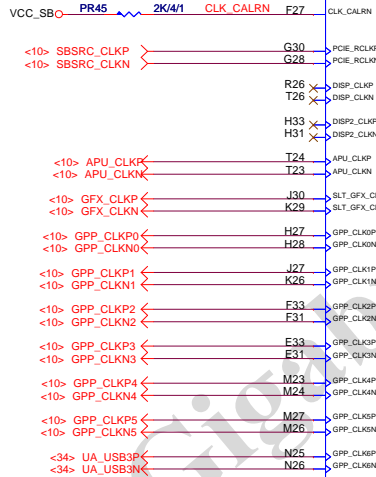 VCC_SB PR45 2K/4/1 CLK_CALRN F27 CLK_CALRN
<10> SBSRC_CLKP G30 PCIE_RCLKP
<10> SBSRC_CLKN G28 PCIE_RCLKN
R26 DISP_CLKP
T26 DISP_CLKN
H33 DISP2_CLKP
H31 DISP2_CLKN
<10> APU_CLKP T24 APU_CLKP
<10> APU_CLKN T23 APU_CLKN
<10> GFX_CLKP J30 SLT_GFX_CL
<10> GFX_CLKN K29 SLT_GFX_CL
<10> GPP_CLKP0 H27 GPP_CLK0P
<10> GPP_CLKN0 H28 GPP_CLK0N
<10> GPP_CLKP1 J27 GPP_CLK1P
<10> GPP_CLKN1 K26 GPP_CLK1N
<10> GPP_CLKP2 F33 GPP_CLK2P
<10> GPP_CLKN2 F31 GPP_CLK2N
<10> GPP_CLKP3 E33 GPP_CLK3P
<10> GPP_CLKN3 E31 GPP_CLK3N
<10> GPP_CLKP4 M23 GPP_CLK4P
<10> GPP_CLKN4 M24 GPP_CLK4N
<10> GPP_CLKP5 M27 GPP_CLK5P
<10> GPP_CLKN5 M26 GPP_CLK5N
<34> UA_USB3P N25 GPP_CLK6P
<34> UA_USB3N N26 GPP_CLK6N
Gigab